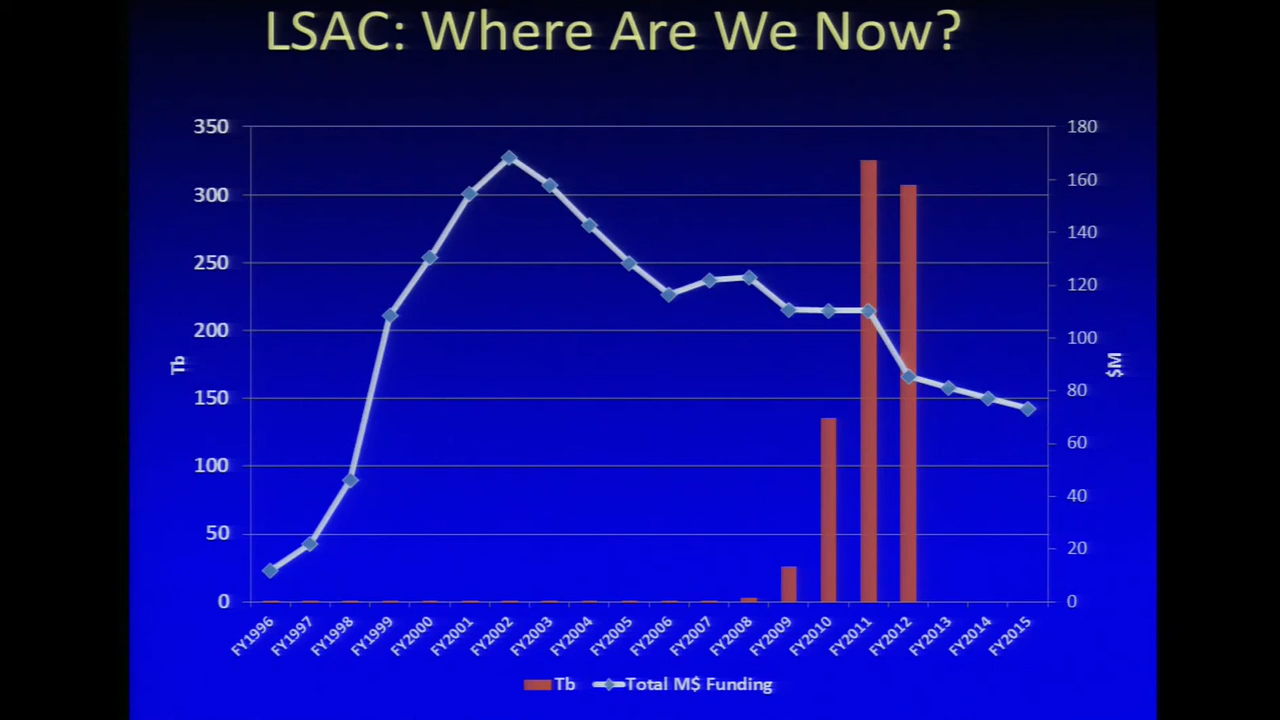 LSAC: Where Are We Now?
350
300
250
200
150
100
50
0
Tb
180
160
140
120
100
80
60
40
20
0
$M
FY1996
FY1997
FY1998
FY1999
FY2000
FY2001
FY2002
FY2003
FY2004
FY2005
FY2006
FY2007
FY2008
FY2009
FY2010
FY2011
FY2012
FY2013
FY2014
FY2015
Tb
Total M$ Funding